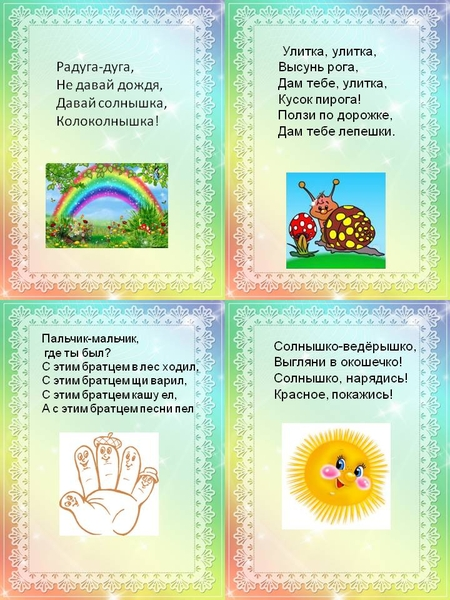 Радуга-дуга,
Не давай дождя,
Давай солнышка,
Колоколнышка!
Улитка, улитка,
Высунь рога,
Дам тебе, улитка,
Кусок пирога!
Ползи по дорожке,
Дам тебе лепешки.
Пальчик-мальчик,
где ты был?
С этим братцем в лес ходил,
С этим братцем щи варил,
С этим братцем кашу ел,
А с этим братцем песни пел
Солнышко-ведёрышко,
Выгляни в окошечко!
Солнышко, нарядись!
Красное, покажись!